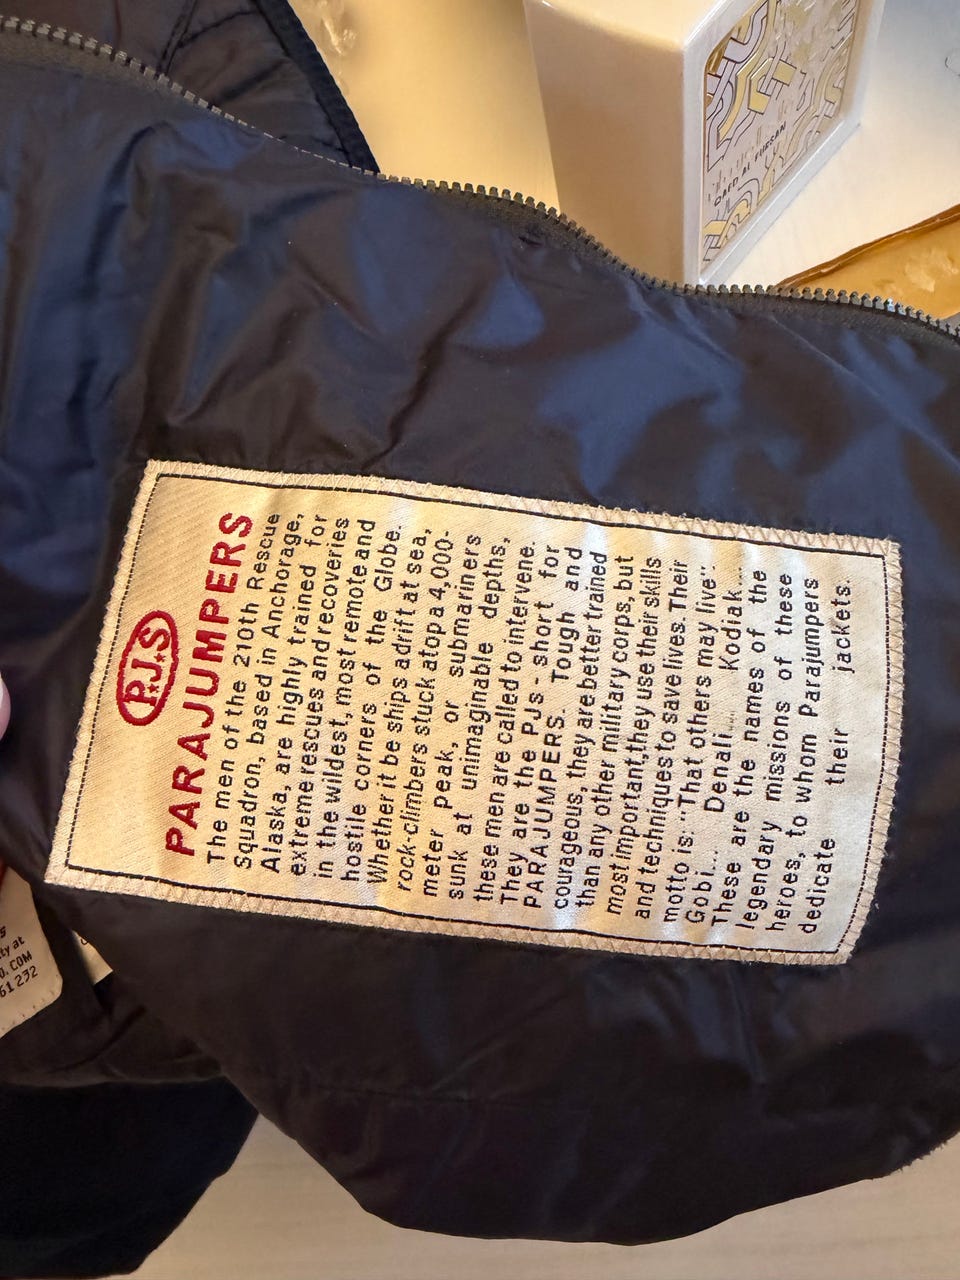 P.J.S
PARAJUMPERS
The men of the 210th Rescue
Squadron, based in Anchorage,
Alaska, are highly trained for
extreme rescues and recoveries
in the wildest, most remote and
hostile corners of the Globe.
Whether it be ships adrift at sea,
rock-climbers stuck atop a 4,000-
meter peak, or submariners
sunk at unimaginable depths,
these men are called to intervene.
They are the PJs - short for
PARAJUMPERS. Tough and
courageous, they are better trained
than any other military corps, but
most important, they use their skills
and techniques to save lives. Their
motto is: "That others may live"
Gobi... Denali... Kodiak...
These are the names of the
legendary missions of these
heroes, to whom Parajumpers
dedicate their jackets.
ty at
.COM
61 232